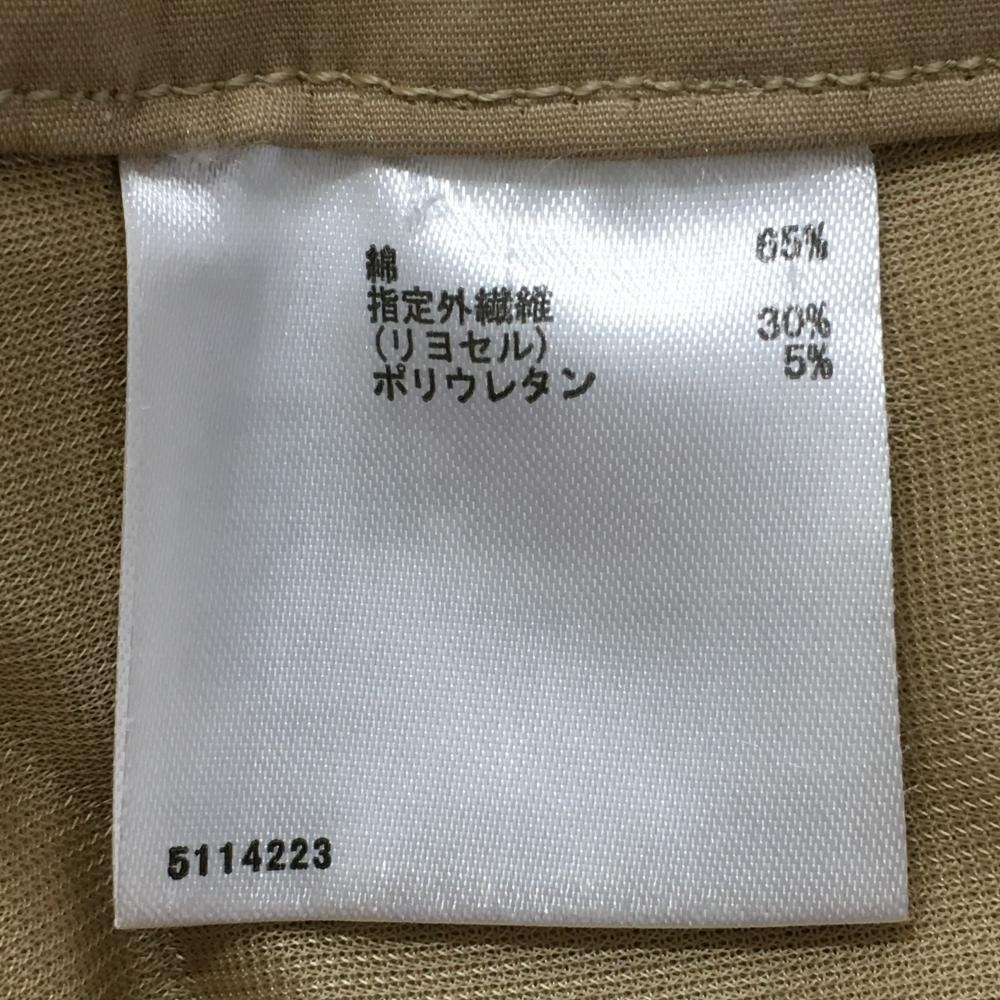 綿 65%
指定外繊維
(リヨセル) 30%
ポリウレタン 5%
5114223